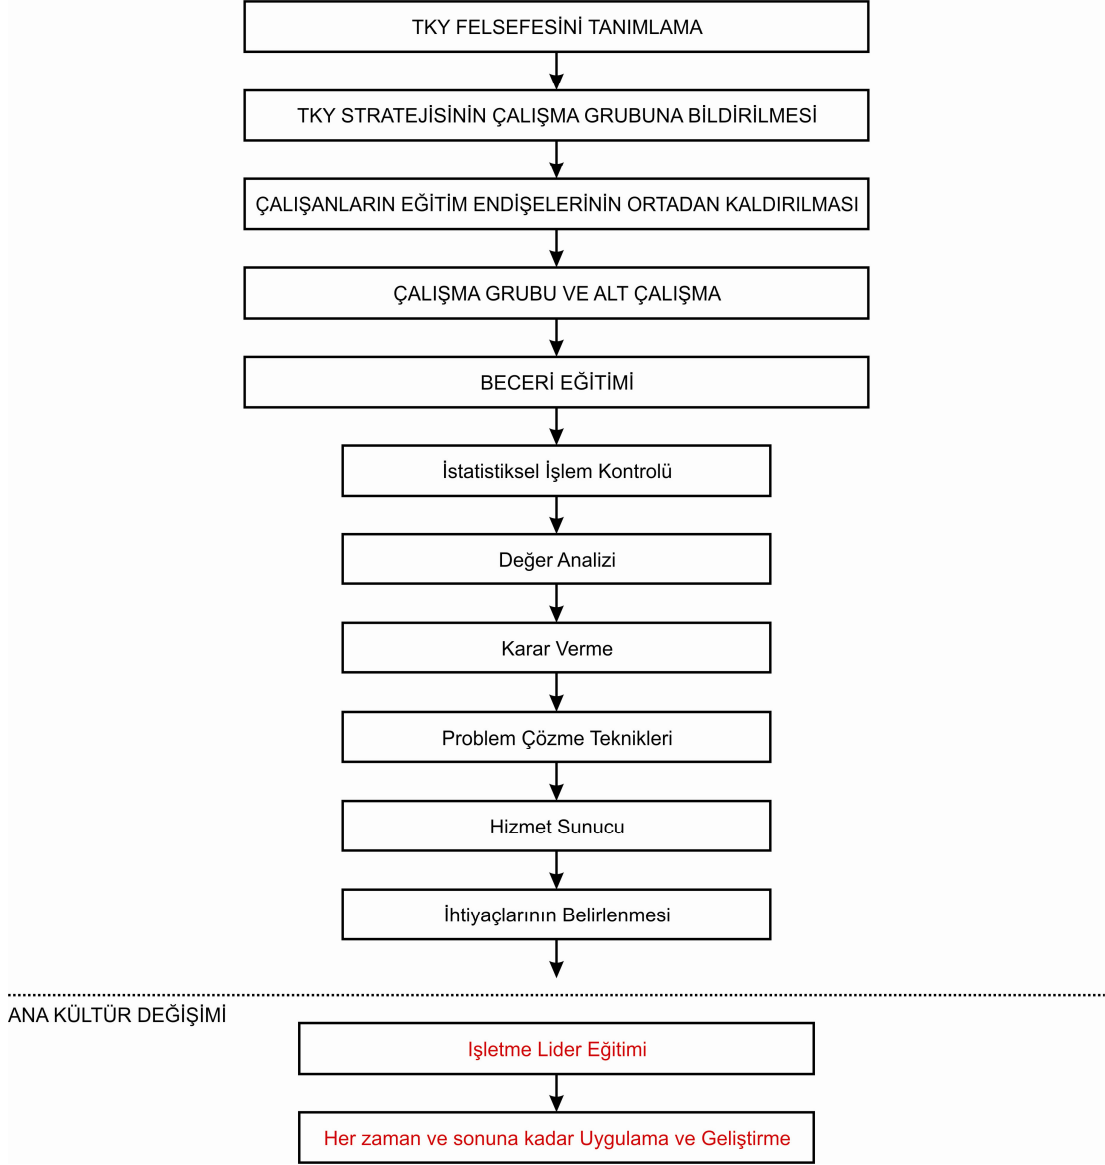 TKY FELSEFESİNİ TANIMLAMA
TKY STRATEJİSİNİN ÇALIŞMA GRUBUNA BİLDİRİLMESİ
ÇALIŞANLARIN EĞİTİM ENDİŞELERİNİN ORTADAN KALDIRILMASI
ÇALIŞMA GRUBU VE ALT ÇALIŞMA
BECERİ EĞİTİMİ
İstatistiksel İşlem Kontrolü
Değer Analizi
Karar Verme
Problem Çözme Teknikleri
Hizmet Sunucu
İhtiyaçlarının Belirlenmesi
ANA KÜLTÜR DEĞİŞİMİ
Işletme Lider Eğitimi
Her zaman ve sonuna kadar Uygulama ve Geliştirme